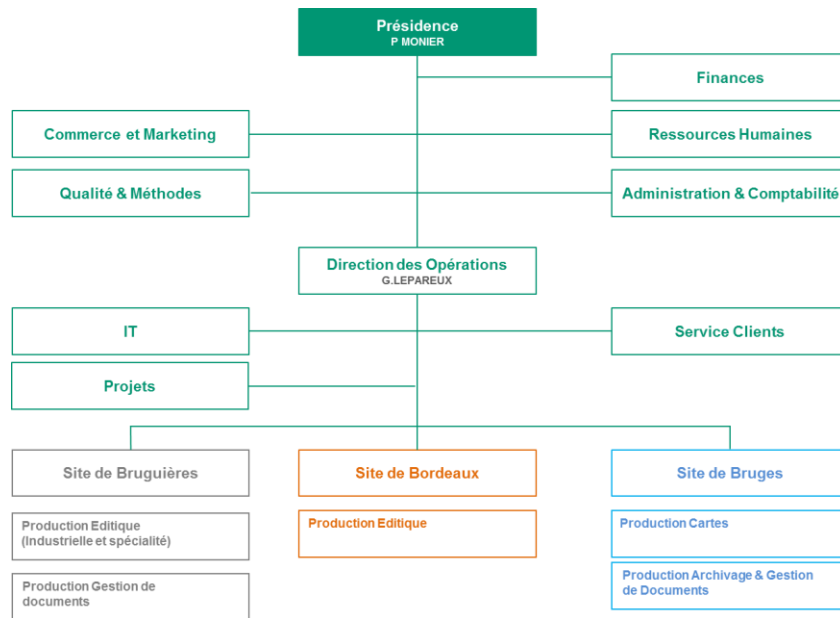 Présidence
P MONIER
Finances
Commerce et Marketing
Ressources Humaines
Qualité & Méthodes
Administration & Comptabilité
Direction des Opérations
G.LEPAREUX
IT
Service Clients
Projets
Site de Bruguières
Site de Bordeaux
Site de Bruges
Production Editique
(Industrielle et spécialité)
Production Editique
Production Cartes
Production Gestion de
documents
Production Archivage & Gestion
de Documents